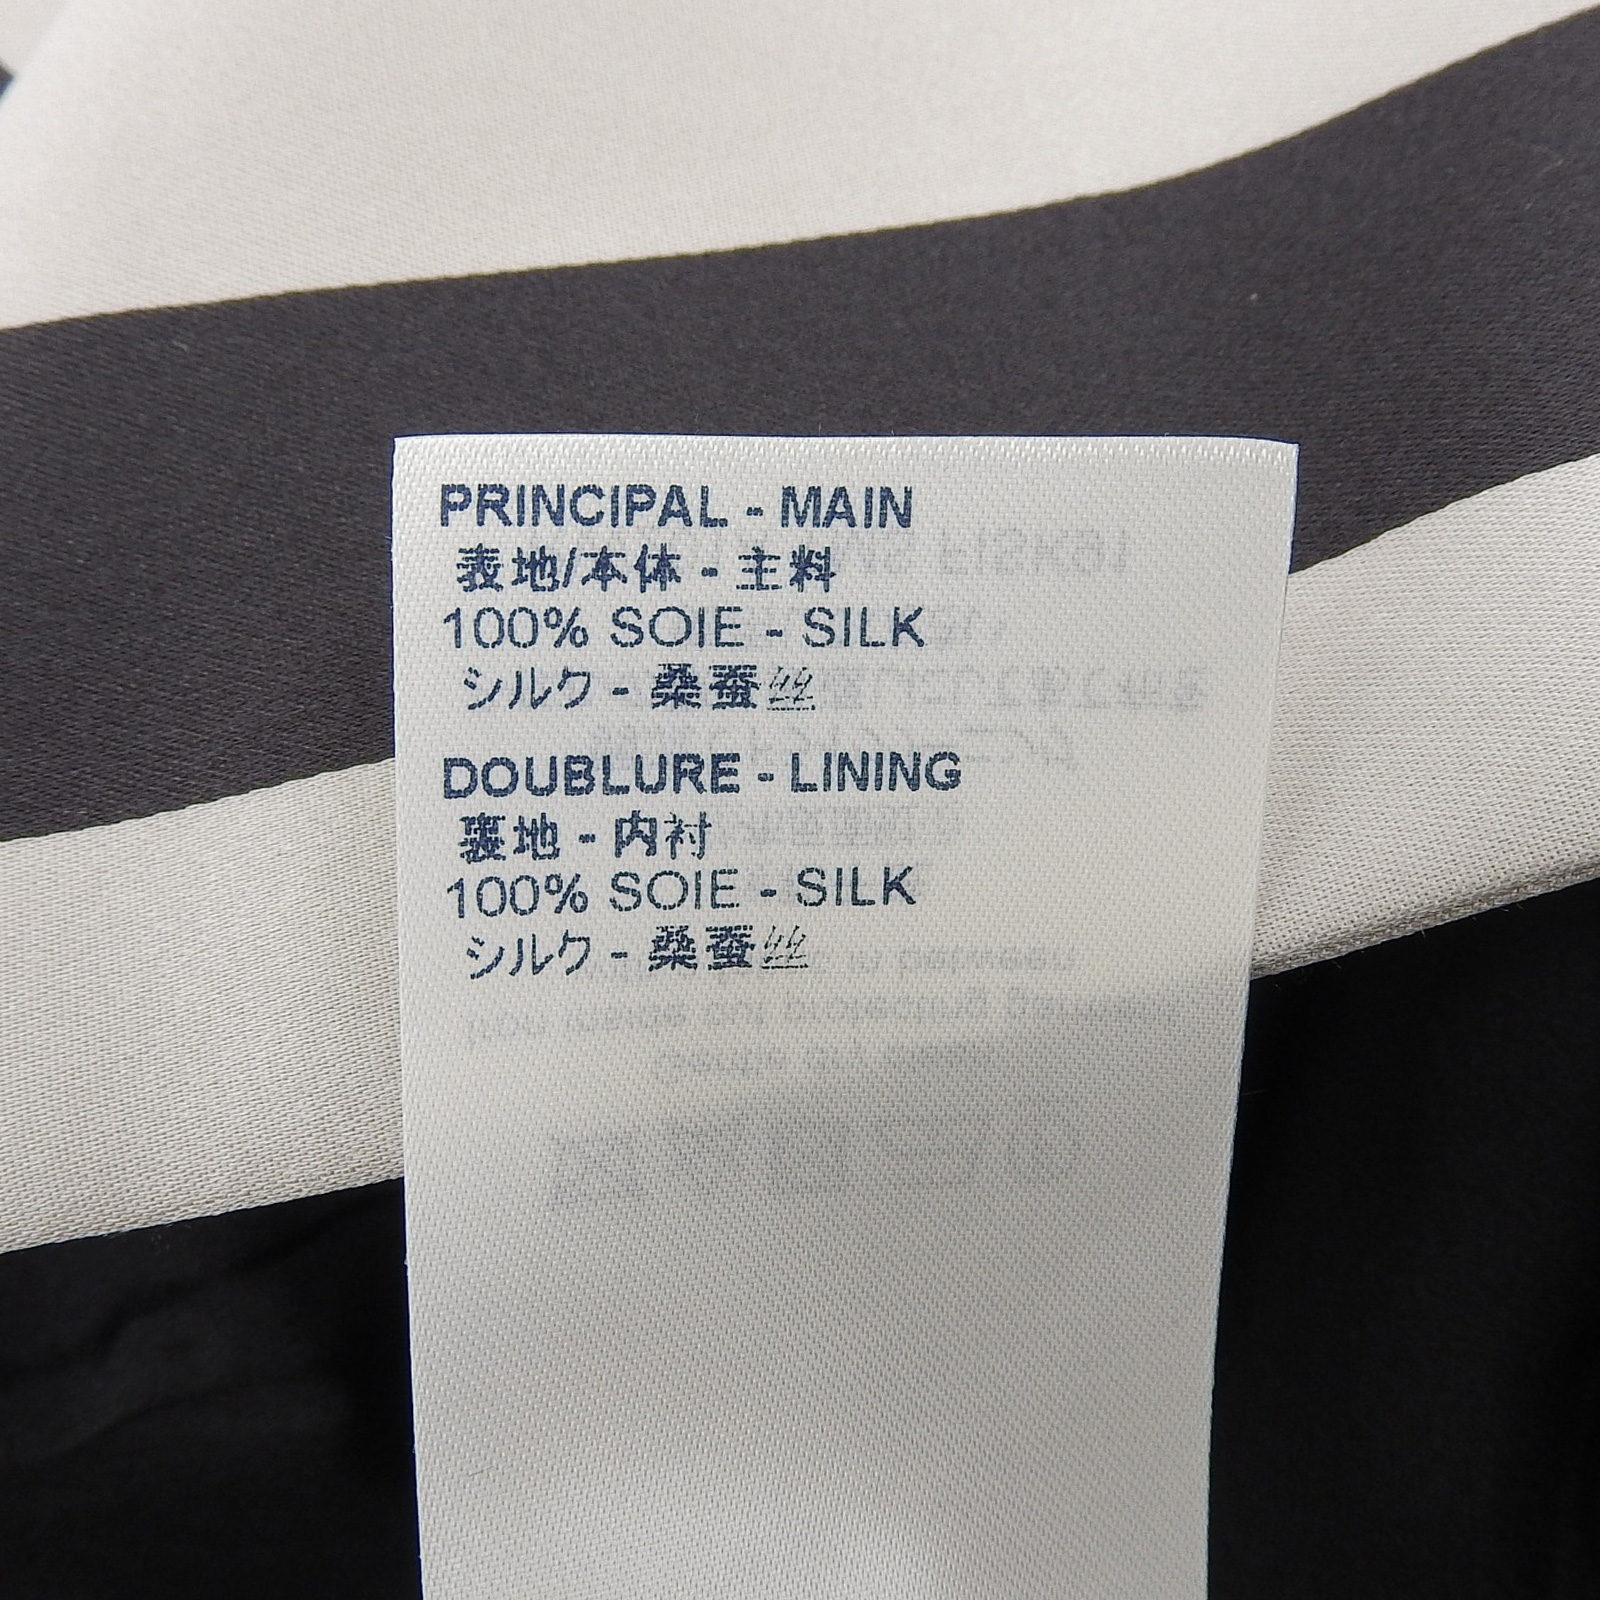 PRINCIPAL - MAIN
表地/本体 - 主料
100% SOIE - SILK
シルク - 桑蚕丝
DOUBLURE - LINING
裏地 - 内衬
100% SOIE - SILK
シルク - 桑蚕丝